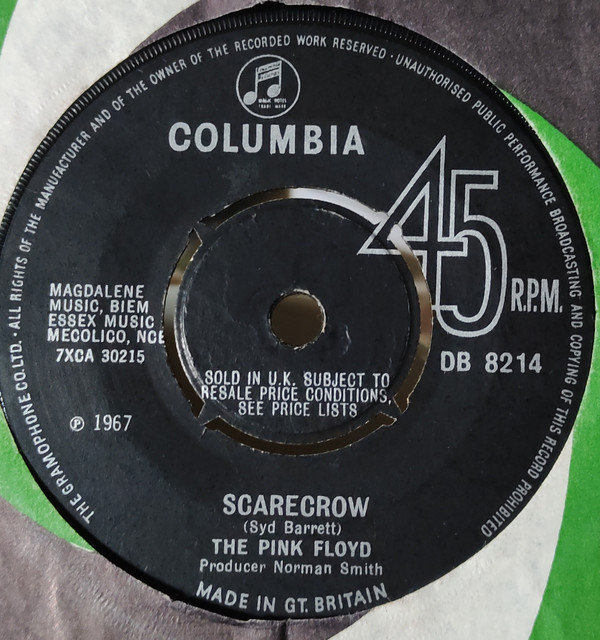 THE GRAMOPHONE CO. LTD. · ALL RIGHTS OF THE MANUFACTURER AND OF THE OWNER OF THE RECORDED WORK RESERVED · UNAUTHORISED PUBLIC PERFORMANCE BROADCASTING AND COPYING OF THIS RECORD PROHIBITED
COLUMBIA
45 R.P.M.
MAGDALENE
MUSIC, BIEM
ESSEX MUSIC
MECOLICO, NCB
7XCA 30215
DB 8214
SOLD IN U.K. SUBJECT TO
RESALE PRICE CONDITIONS,
SEE PRICE LISTS
℗ 1967
SCARECROW
(Syd Barrett)
THE PINK FLOYD
Producer Norman Smith
MADE IN GT. BRITAIN